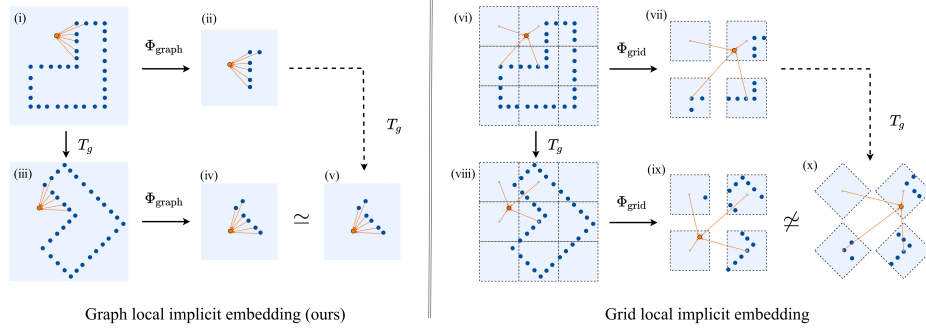 (i)
Φgraph
(ii)
Tg
Tg
(iii)
Φgraph
(iv)
≃
(v)
Graph local implicit embedding (ours)
(vi)
Φgrid
(vii)
Tg
Tg
(viii)
Φgrid
(ix)
≄
(x)
Grid local implicit embedding